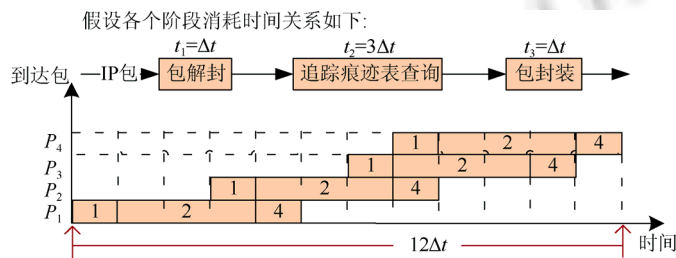 假设各个阶段消耗时间关系如下:
t₁=Δt t₂=3Δt t₃=Δt
到达包 IP包 包解封 追踪痕迹表查询 包封装
P₄ 1 2 4
P₃ 1 2 4
P₂ 1 2 4
P₁ 1 2 4
12Δt 时间